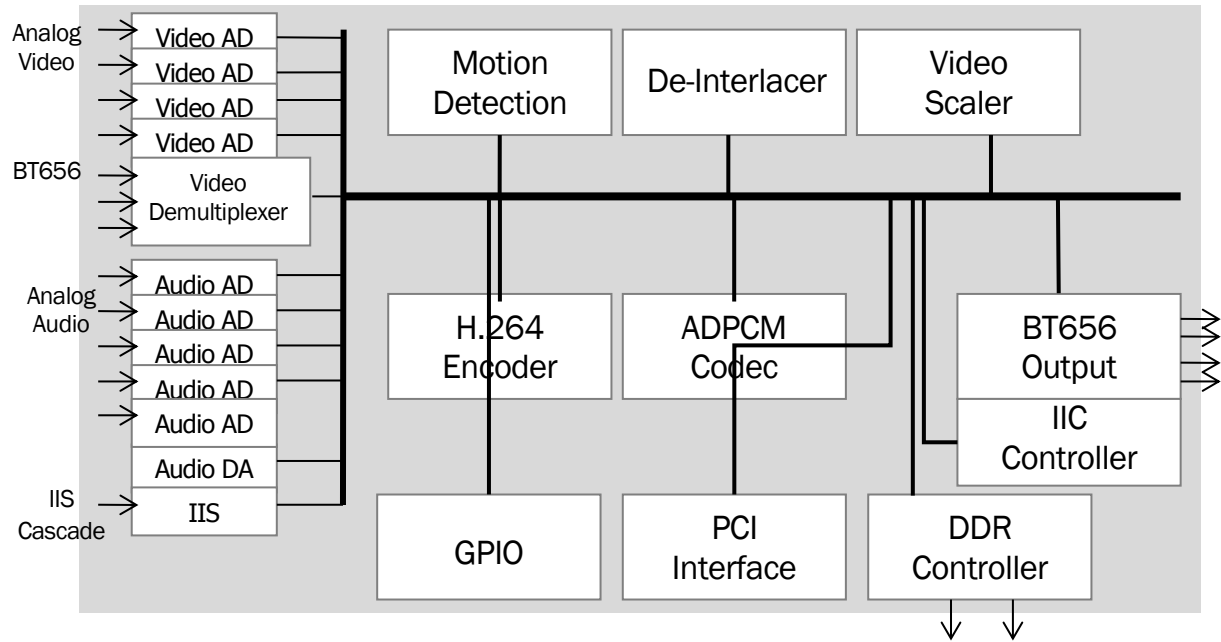 Analog
Video
Video AD
Video AD
Video AD
Video AD
BT656
Video
Demultiplexer
Analog
Audio
Audio AD
Audio AD
Audio AD
Audio AD
Audio AD
Audio DA
IIS
Cascade
IIS
Motion
Detection
De-Interlacer
Video
Scaler
H.264
Encoder
ADPCM
Codec
BT656
Output
IIC
Controller
GPIO
PCI
Interface
DDR
Controller